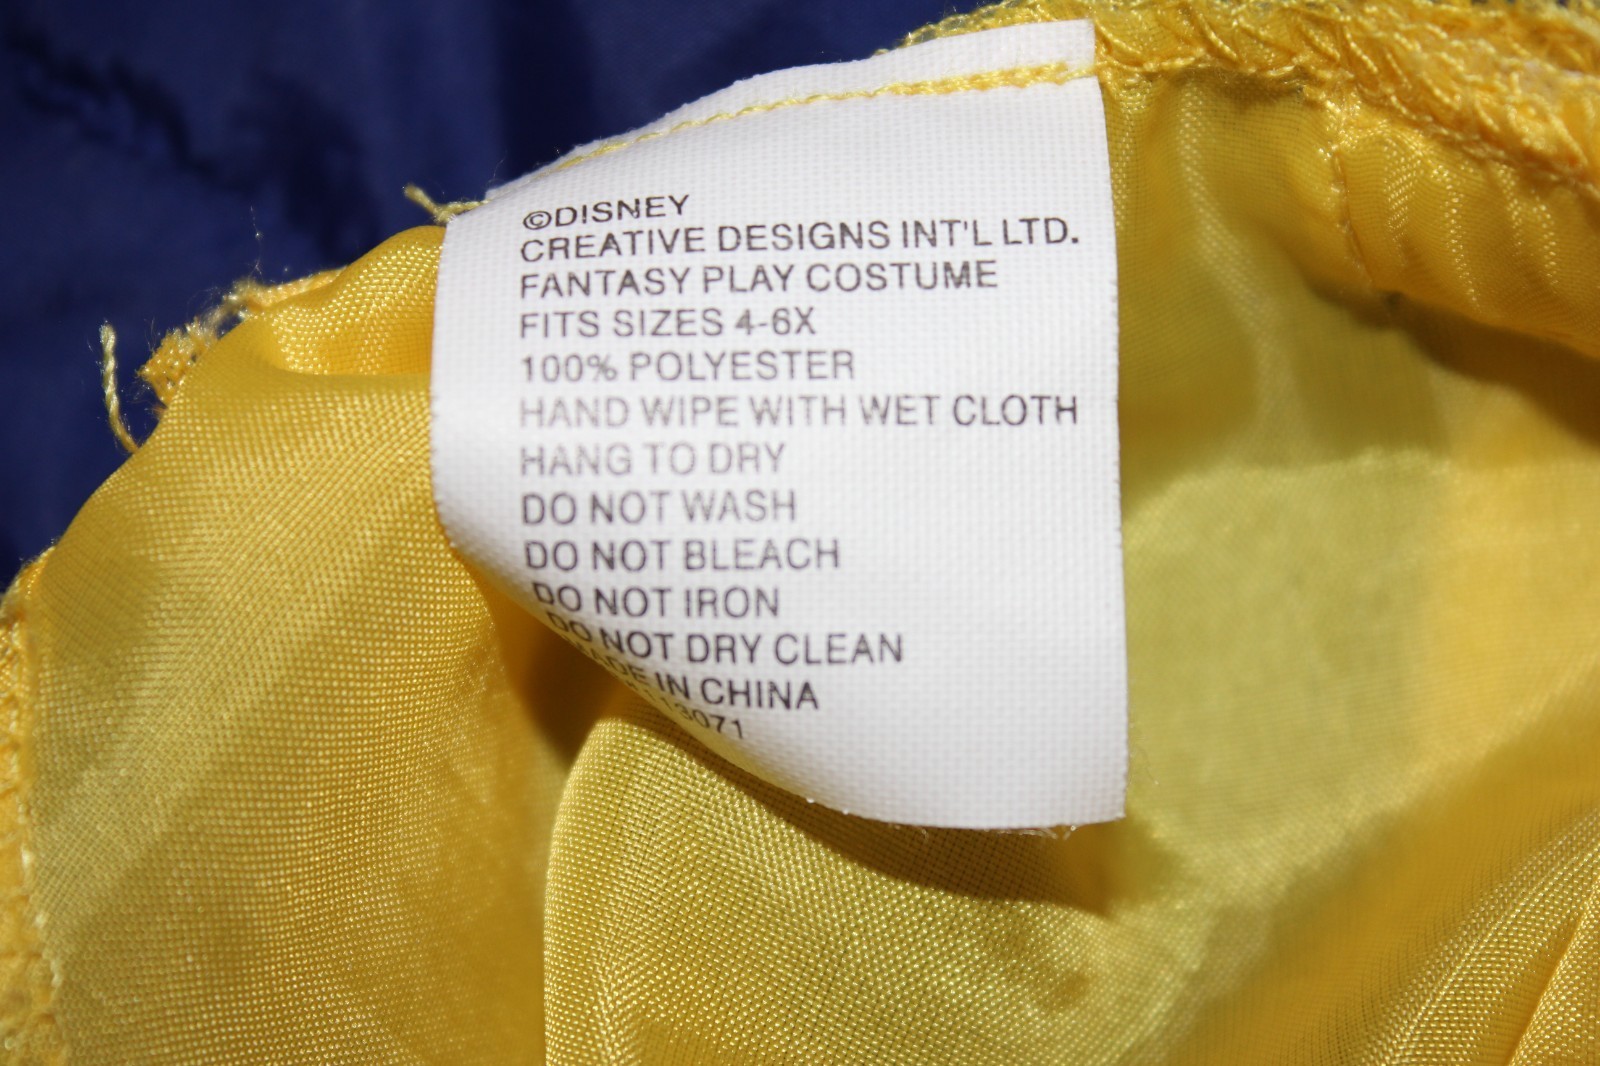 ©DISNEY
CREATIVE DESIGNS INT'L LTD.
FANTASY PLAY COSTUME
FITS SIZES 4-6X
100% POLYESTER
HAND WIPE WITH WET CLOTH
HANG TO DRY
DO NOT WASH
DO NOT BLEACH
DO NOT IRON
DO NOT DRY CLEAN
MADE IN CHINA